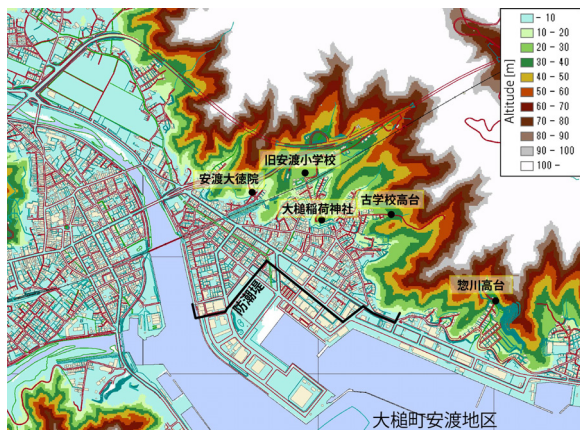 Altitude [m]
- 10
10 - 20
20 - 30
30 - 40
40 - 50
50 - 60
60 - 70
70 - 80
80 - 90
90 - 100
100 -
旧安渡小学校
安渡大徳院
大槌稲荷神社
古学校高台
惣川高台
防潮堤
大槌町安渡地区